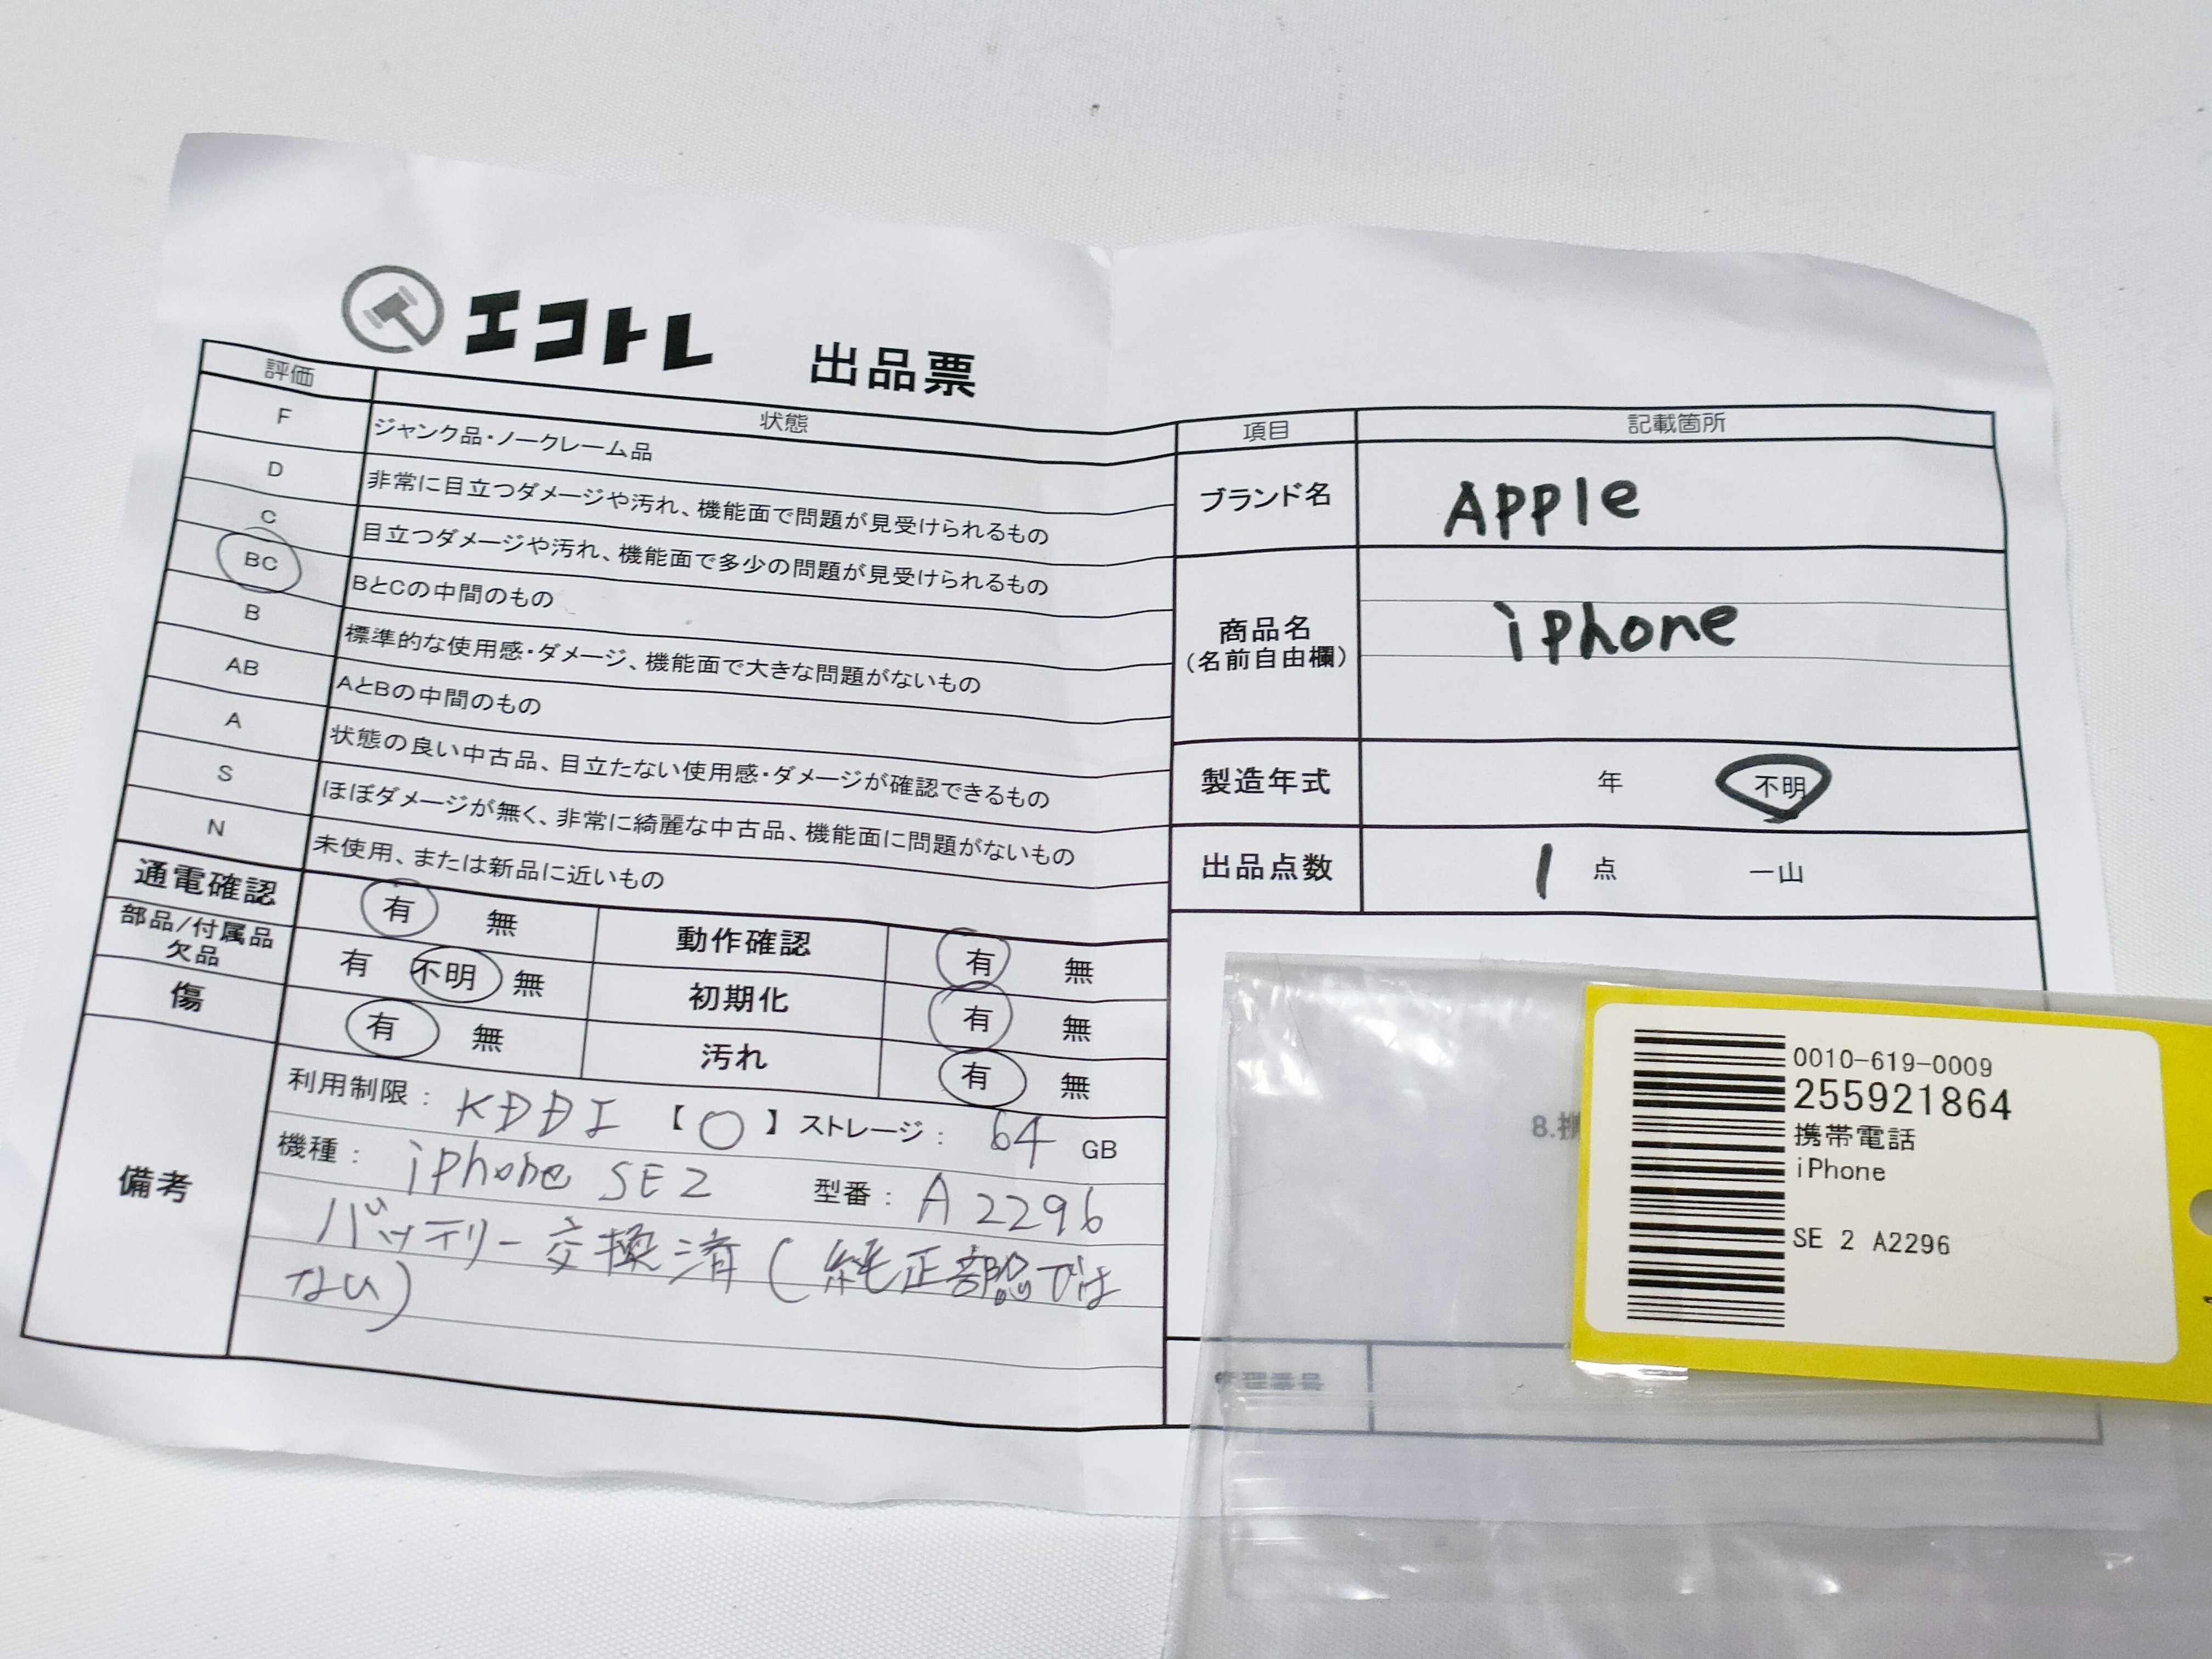 エコトレ 出品票
評価 状態
F ジャンク品・ノークレーム品
D 非常に目立つダメージや汚れ、機能面で問題が見受けられるもの
C 目立つダメージや汚れ、機能面で多少の問題が見受けられるもの
BC BとCの中間のもの
B 標準的な使用感・ダメージ、機能面で大きな問題がないもの
AB AとBの中間のもの
A 状態の良い中古品、目立たない使用感・ダメージが確認できるもの
S ほぼダメージが無く、非常に綺麗な中古品、機能面に問題がないもの
N 未使用、または新品に近いもの
通電確認 有 無 動作確認 有 無
部品/付属品
欠品 有 不明 無 初期化 有 無
傷 有 無 汚れ 有 無
備考
利用制限： KDDI 【○】 ストレージ： 64 GB
機種： iphone SE2 型番： A2296
バッテリー交換済(純正部品では
ない)
項目 記載箇所
ブランド名 Apple
商品名
(名前自由欄) iphone
製造年式 年 不明
出品点数 1 点 一山
8.携
管理番号
0010-619-0009
255921864
携帯電話
iPhone
SE 2 A2296